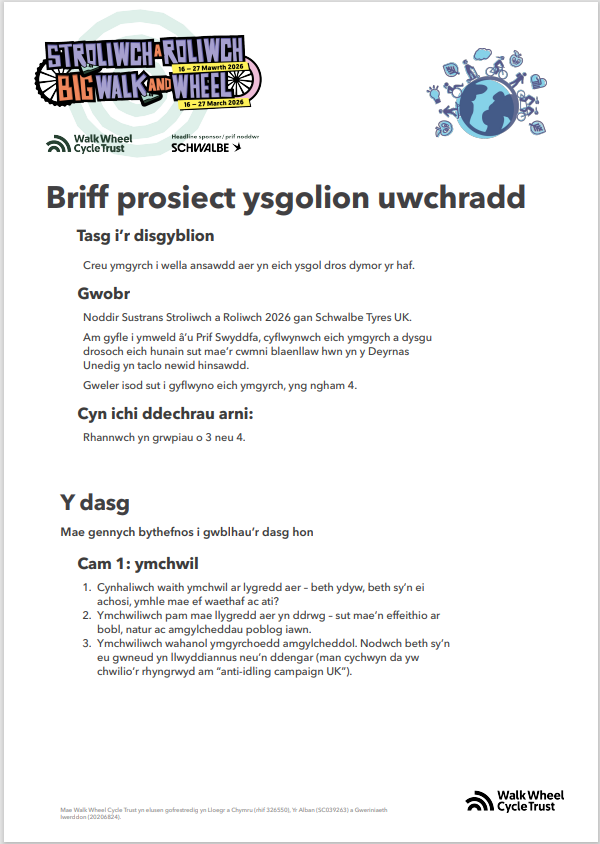 STROLIWCH A ROLIWCH
16 – 27 Mawrth 2026
BIG WALK AND WHEEL
16 – 27 March 2026
Walk Wheel
Cycle Trust
Headline sponsor/prif noddwr
SCHWALBE
Briff prosiect ysgolion uwchradd
Tasg i’r disgyblion
Creu ymgyrch i wella ansawdd aer yn eich ysgol dros dymor yr haf.
Gwobr
Noddir Sustrans Stroliwch a Roliwch 2026 gan Schwalbe Tyres UK.
Am gyfle i ymweld â’u Prif Swyddfa, cyflwynwch eich ymgyrch a dysgu
drosoch eich hunain sut mae’r cwmni blaenllaw hwn yn y Deyrnas
Unedig yn taclo newid hinsawdd.
Gweler isod sut i gyflwyno eich ymgyrch, yng ngham 4.
Cyn ichi ddechrau arni:
Rhannwch yn grwpiau o 3 neu 4.
Y dasg
Mae gennych bythefnos i gwblhau’r dasg hon
Cam 1: ymchwil
1. Cynhaliwch waith ymchwil ar lygredd aer – beth ydyw, beth sy’n ei
achosi, ymhle mae ef waethaf ac ati?
2. Ymchwiliwch pam mae llygredd aer yn ddrwg – sut mae’n effeithio ar
bobl, natur ac amgylcheddau poblog iawn.
3. Ymchwiliwch wahanol ymgyrchoedd amgylcheddol. Nodwch beth sy’n
eu gwneud yn llwyddiannus neu’n ddengar (man cychwyn da yw
chwilio’r rhyngrwyd am “anti-idling campaign UK”).
Mae Walk Wheel Cycle Trust yn elusen gofrestredig yn Lloegr a Chymru (rhif 326550), Yr Alban (SC039263) a Gweriniaeth
Iwerddon (20206824).
Walk Wheel
Cycle Trust